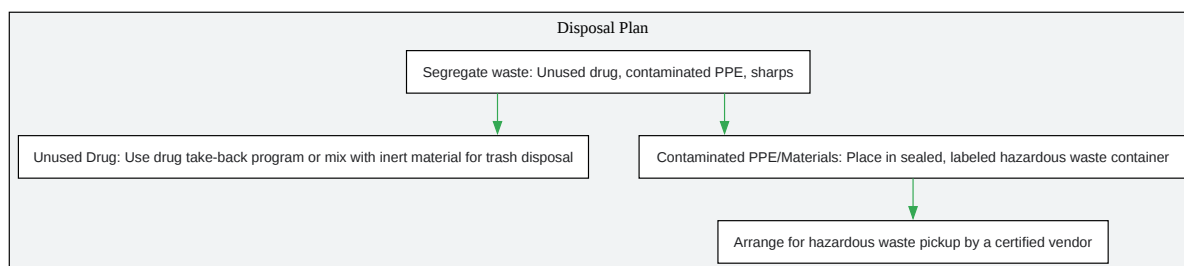 Disposal Plan
Segregate waste: Unused drug, contaminated PPE, sharps
Unused Drug: Use drug take-back program or mix with inert material for trash disposal
Contaminated PPE/Materials: Place in sealed, labeled hazardous waste container
Arrange for hazardous waste pickup by a certified vendor